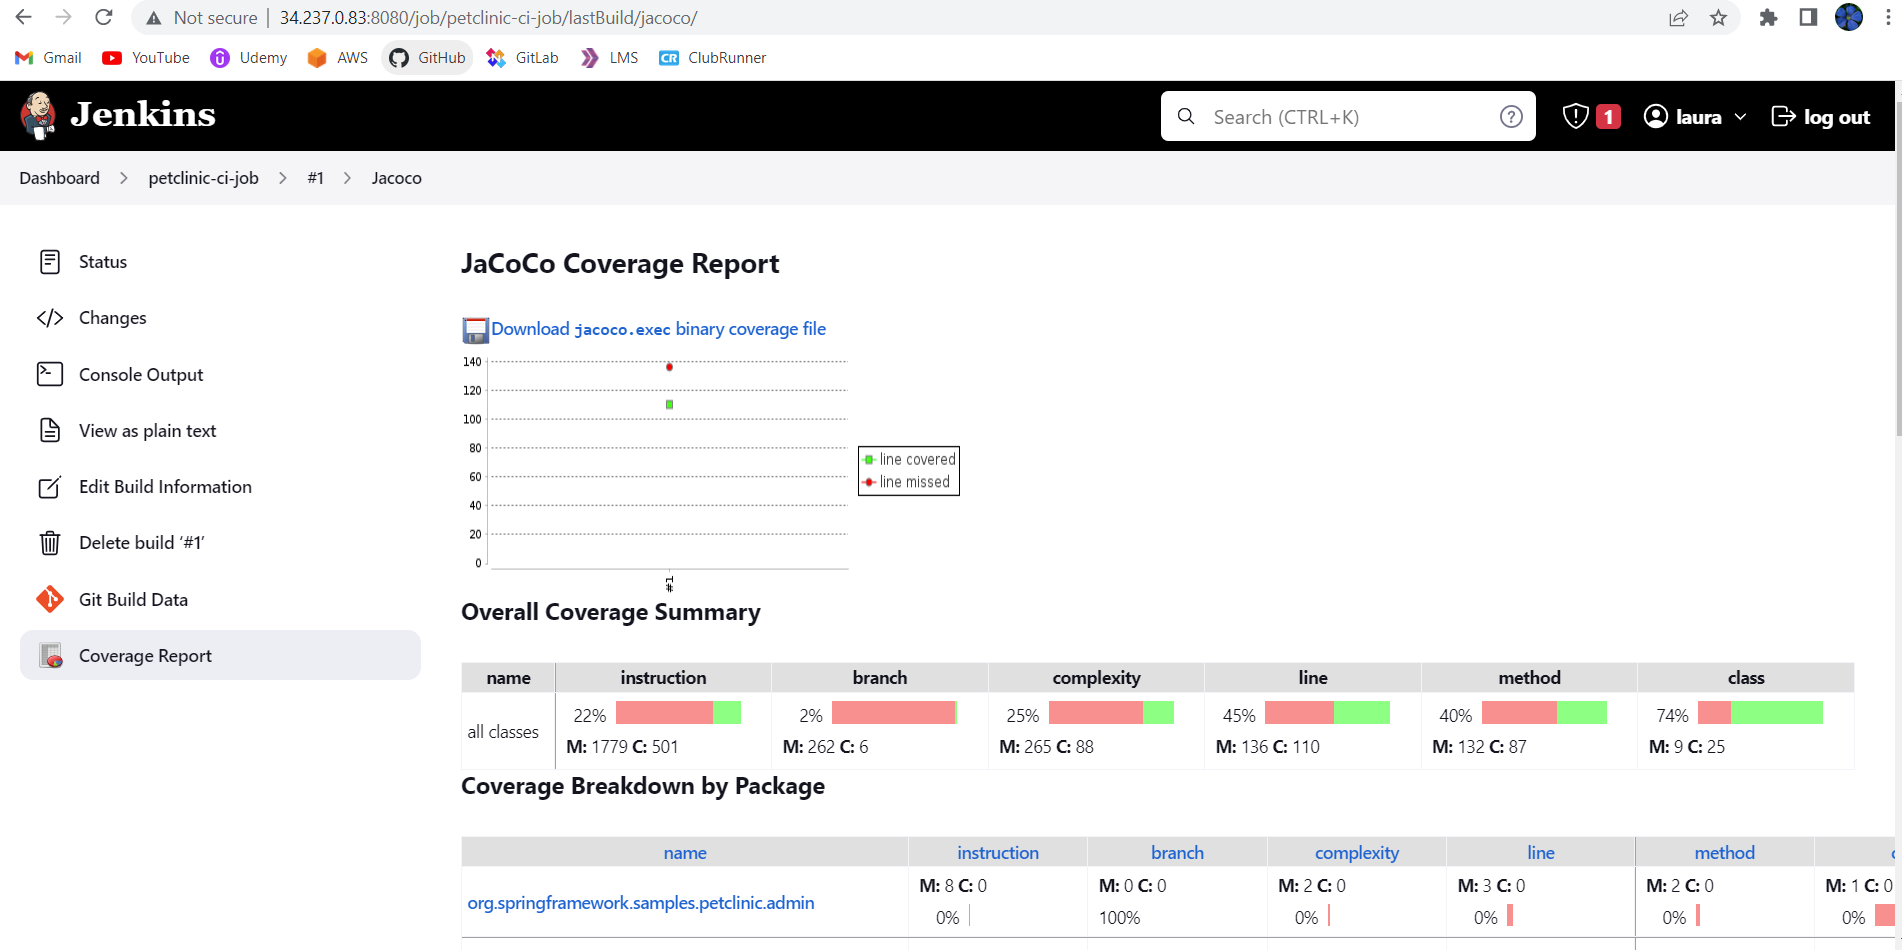 Not secure | 34.237.0.83:8080/job/petclinic-ci-job/lastBuild/jacoco/
Gmail YouTube Udemy AWS GitHub GitLab LMS CR ClubRunner
Jenkins Search (CTRL+K) ? 1 laura log out
Dashboard > petclinic-ci-job > #1 > Jacoco
Status
Changes
Console Output
View as plain text
Edit Build Information
Delete build ‘#1’
Git Build Data
Coverage Report
JaCoCo Coverage Report
Download jacoco.exec binary coverage file
140
120
100
80
60
40
20
0
#1
line covered
line missed
Overall Coverage Summary
name instruction branch complexity line method class
all classes
22% 2% 25% 45% 40% 74%
M: 1779 C: 501 M: 262 C: 6 M: 265 C: 88 M: 136 C: 110 M: 132 C: 87 M: 9 C: 25
Coverage Breakdown by Package
name instruction branch complexity line method
org.springframework.samples.petclinic.admin
M: 8 C: 0 M: 0 C: 0 M: 2 C: 0 M: 3 C: 0 M: 2 C: 0 M: 1 C: 0
0% 100% 0% 0% 0% 0%